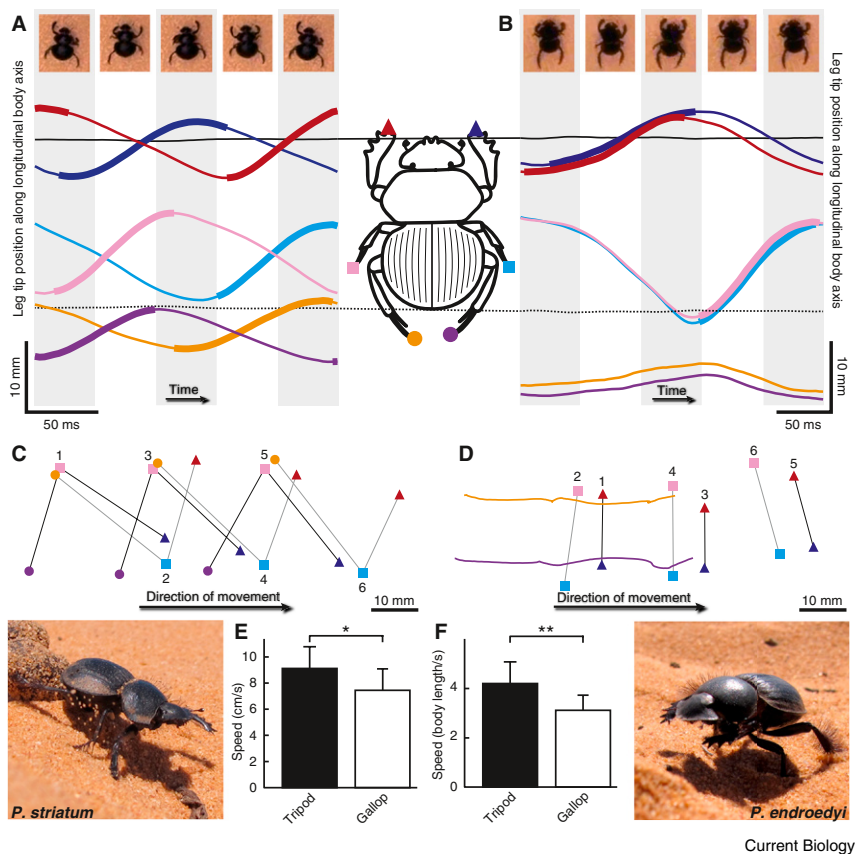 A
B
Leg tip position along longitudinal body axis
Leg tip position along longitudinal body axis
10 mm
Time
50 ms
Time
50 ms
10 mm
C
D
1
3
5
2
4
6
Direction of movement
10 mm
2
1
4
3
6
5
Direction of movement
10 mm
E
*
Speed (cm/s)
10
8
6
4
2
0
Tripod
Gallop
F
**
Speed (body length/s)
4
2
0
Tripod
Gallop
P. striatum
P. endroedyi
Current Biology